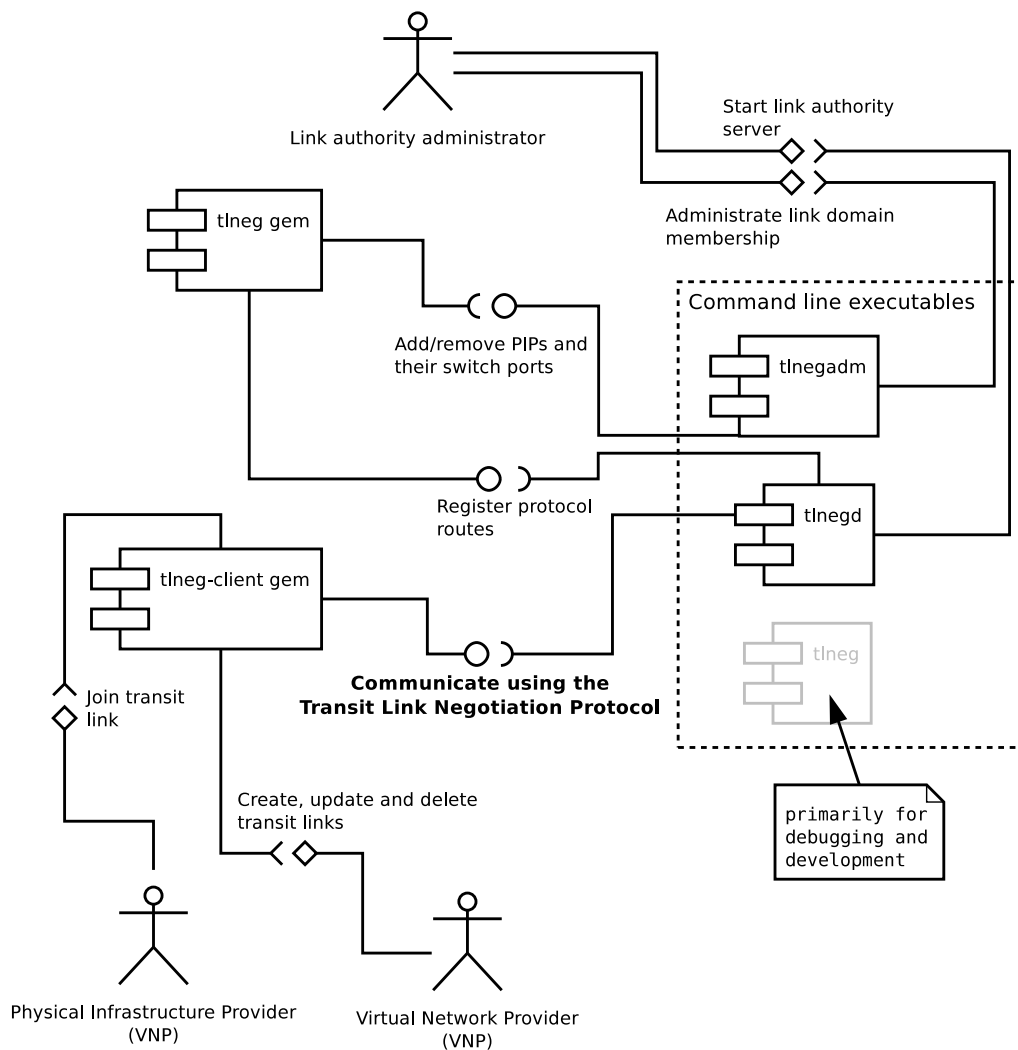 Link authority administrator
Start link authority
server
Administrate link domain
membership
tlneg gem
Add/remove PIPs and
their switch ports
Command line executables
tlnegadm
Register protocol
routes
tlnegd
tlneg-client gem
Communicate using the
Transit Link Negotiation Protocol
tlneg
Join transit
link
Create, update and delete
transit links
primarily for
debugging and
development
Physical Infrastructure Provider
(VNP)
Virtual Network Provider
(VNP)